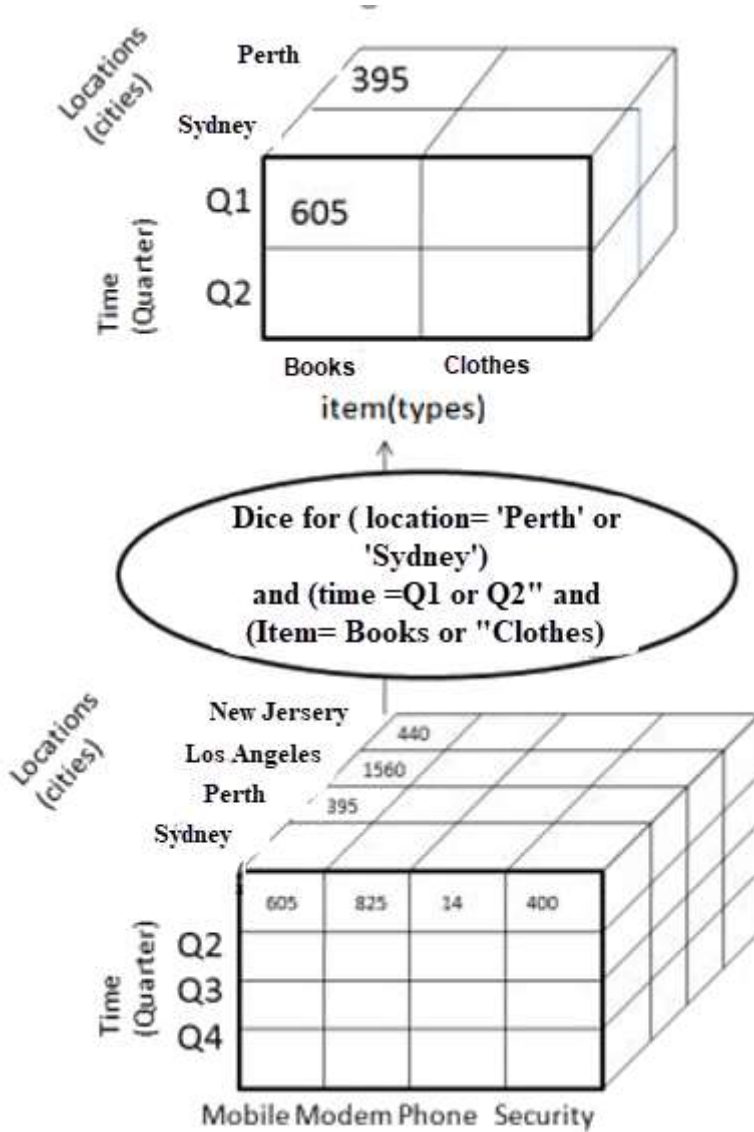 Locations
(cities)
Perth
395
Sydney
Q1
605
Time
(Quarter)
Q2
Books Clothes
item(types)
Dice for ( location= 'Perth' or
'Sydney')
and (time =Q1 or Q2" and
(Item= Books or "Clothes)
Locations
(cities)
New Jersery
440
Los Angeles
1560
Perth
395
Sydney
605 825 14 400
Time
(Quarter)
Q2
Q3
Q4
Mobile Modem Phone Security